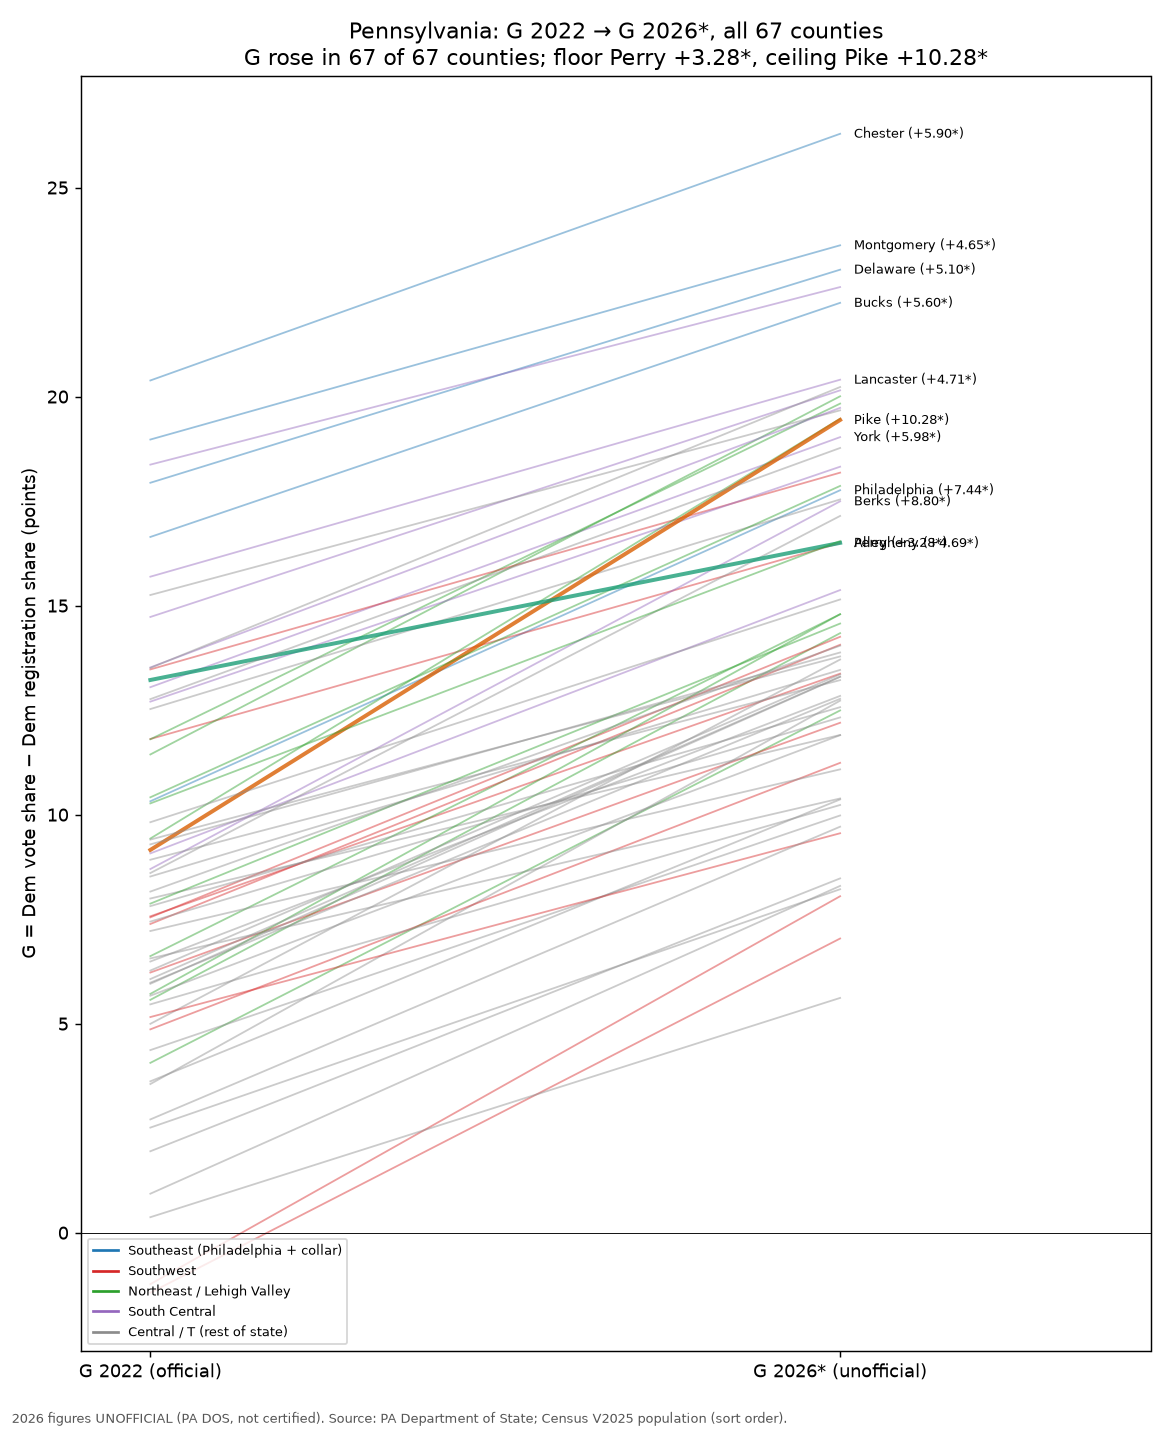 Pennsylvania: G 2022 → G 2026*, all 67 counties
G rose in 67 of 67 counties; floor Perry +3.28*, ceiling Pike +10.28*
G = Dem vote share − Dem registration share (points)
25
20
15
10
5
0
Chester (+5.90*)
Montgomery (+4.65*)
Delaware (+5.10*)
Bucks (+5.60*)
Lancaster (+4.71*)
Pike (+10.28*)
York (+5.98*)
Philadelphia (+7.44*)
Berks (+8.80*)
Southeast (Philadelphia + collar)
Southwest
Northeast / Lehigh Valley
South Central
Central / T (rest of state)
G 2022 (official)
G 2026* (unofficial)
2026 figures UNOFFICIAL (PA DOS, not certified). Source: PA Department of State; Census V2025 population (sort order).